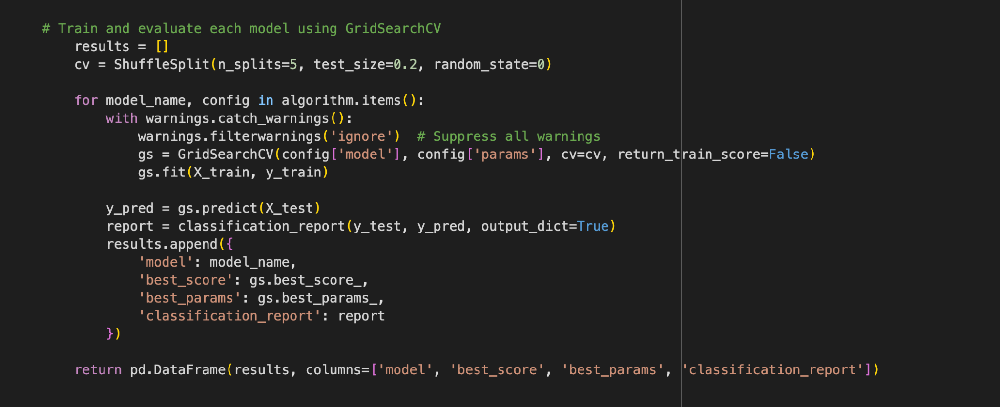 # Train and evaluate each model using GridSearchCV
results = []
cv = ShuffleSplit(n_splits=5, test_size=0.2, random_state=0)
for model_name, config in algorithm.items():
with warnings.catch_warnings():
warnings.filterwarnings('ignore')  # Suppress all warnings
gs = GridSearchCV(config['model'], config['params'], cv=cv, return_train_score=False)
gs.fit(X_train, y_train)
y_pred = gs.predict(X_test)
report = classification_report(y_test, y_pred, output_dict=True)
results.append({
'model': model_name,
'best_score': gs.best_score_,
'best_params': gs.best_params_,
'classification_report': report
})
return pd.DataFrame(results, columns=['model', 'best_score', 'best_params', 'classification_report'])